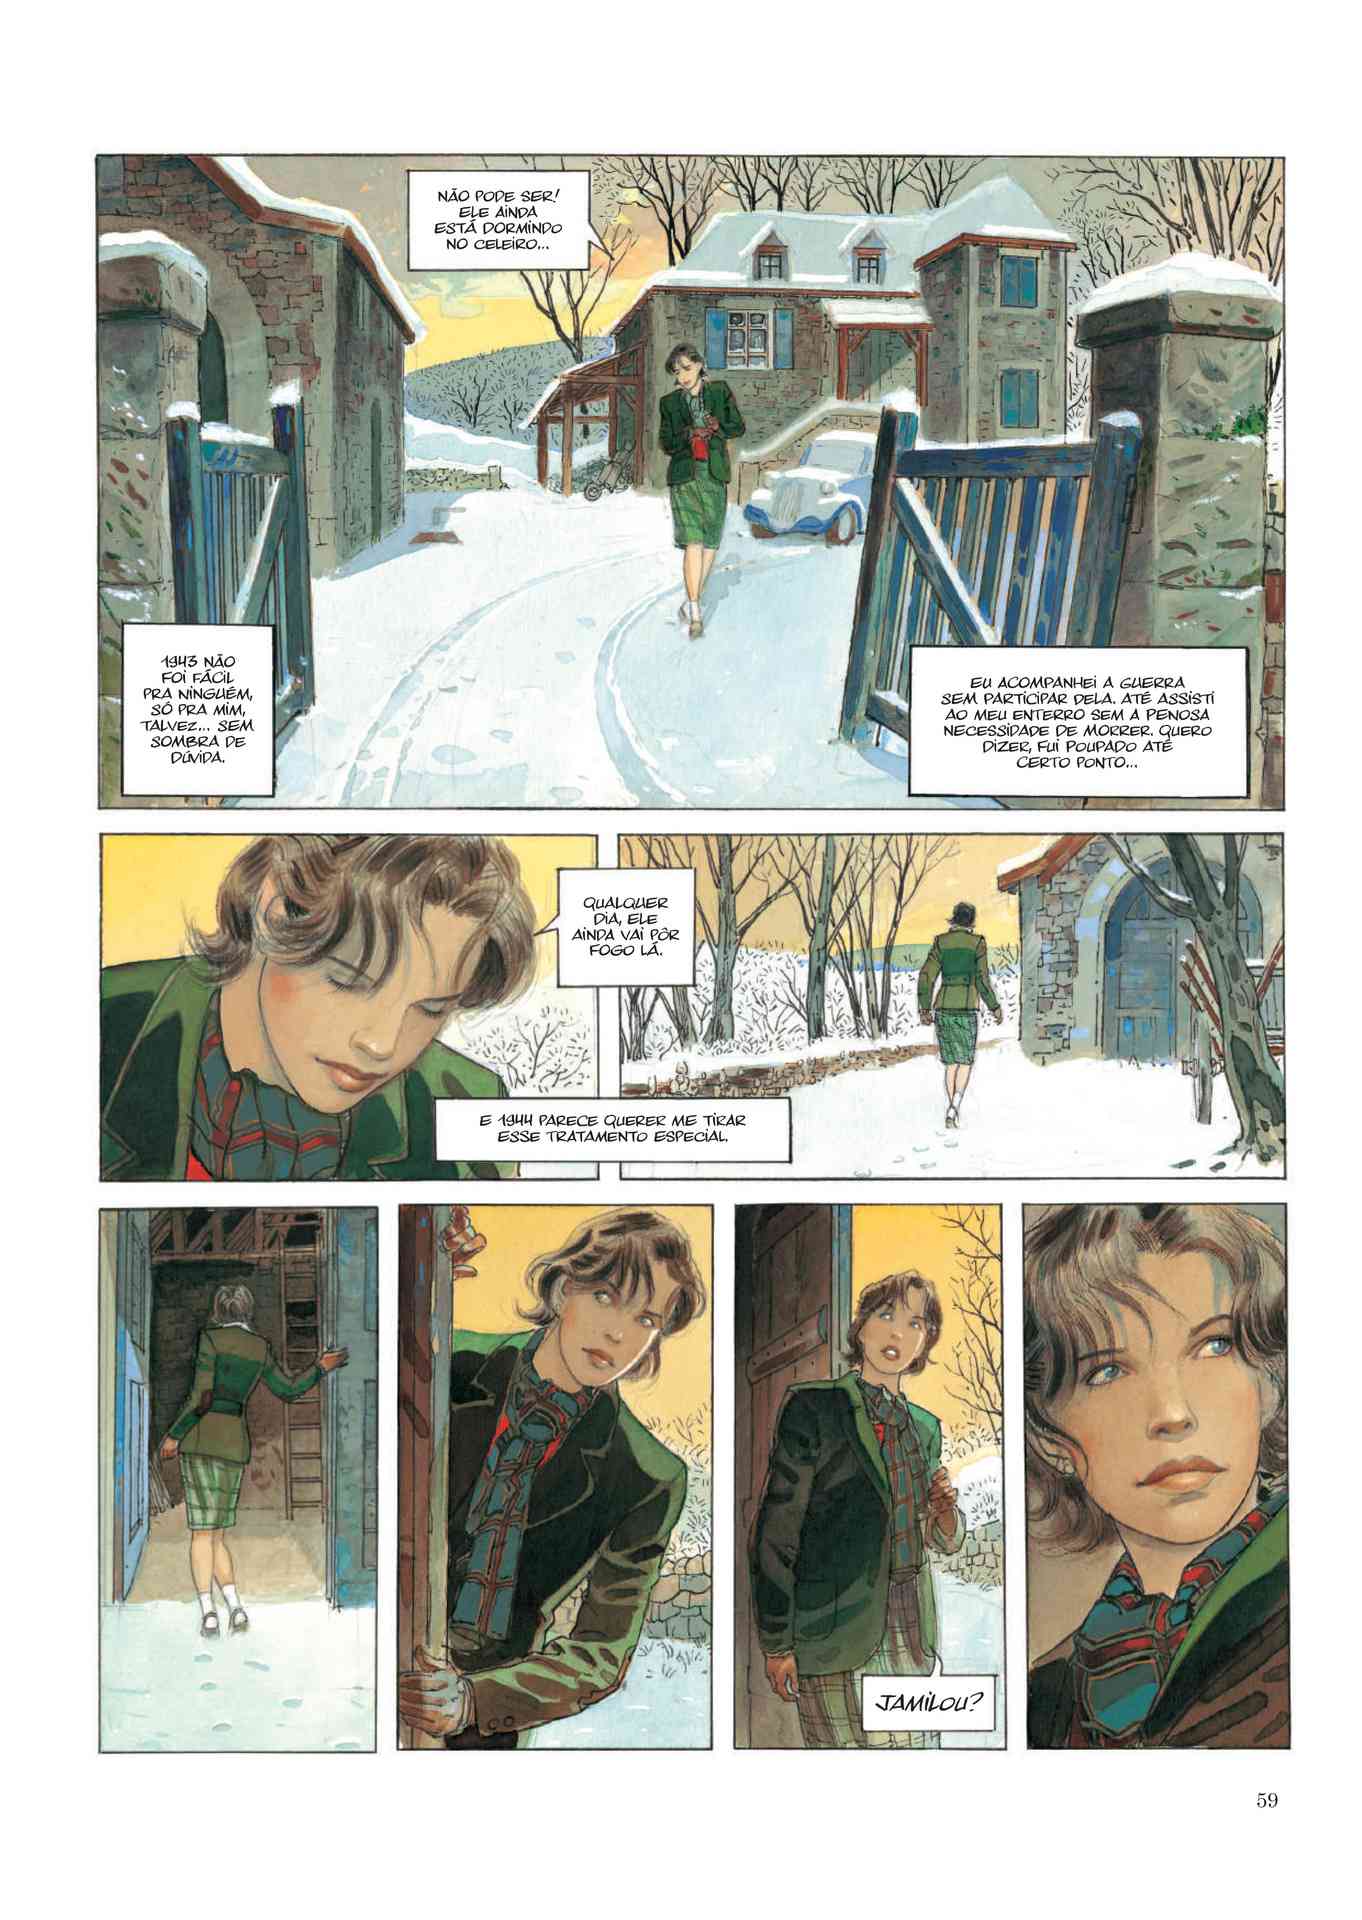 NÃO PODE SER!
ELE AINDA
ESTÁ DORMINDO
NO CELEIRO...
1943 NÃO
FOI FÁCIL
PRA NINGUÉM,
SÓ PRA MIM,
TALVEZ... SEM
SOMBRA DE
DÚVIDA.
EU ACOMPANHEI A GUERRA
SEM PARTICIPAR DELA. ATÉ ASSISTI
AO MEU ENTERRO SEM A PENOSA
NECESSIDADE DE MORRER. QUERO
DIZER, FUI POUPADO ATÉ
CERTO PONTO...
QUALQUER
DIA, ELE
AINDA VAI PÔR
FOGO LÁ.
E 1944 PARECE QUERER ME TIRAR
ESSE TRATAMENTO ESPECIAL.
JAMILOU?
59